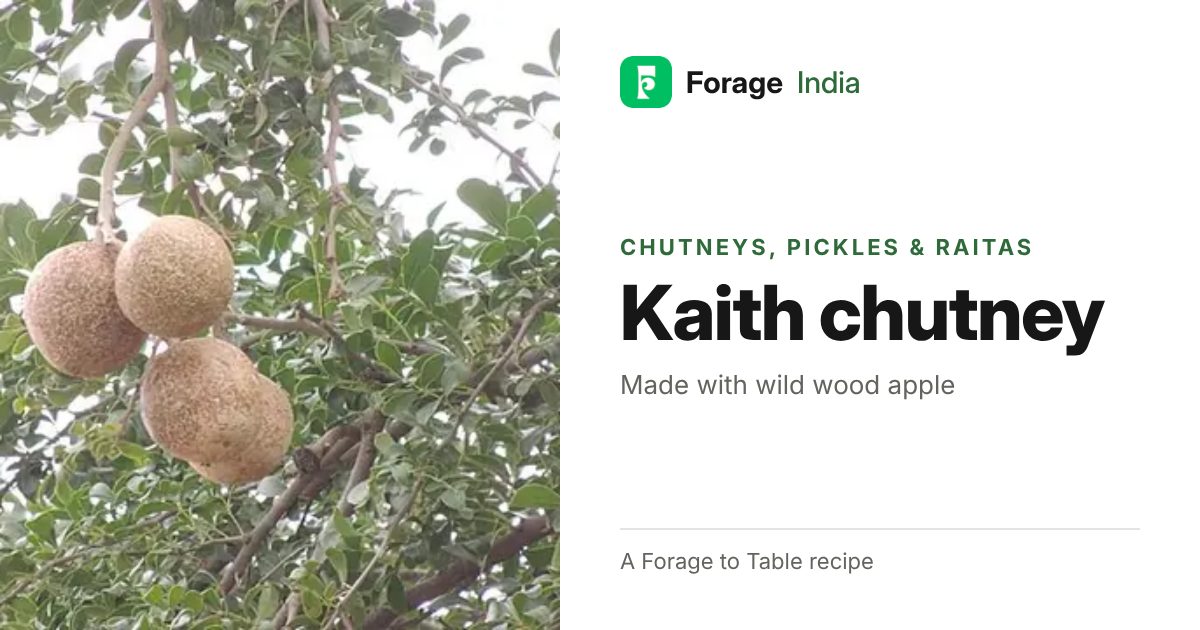 Forage India
CHUTNEYS, PICKLES & RAITAS
Kaith chutney
Made with wild wood apple
A Forage to Table recipe